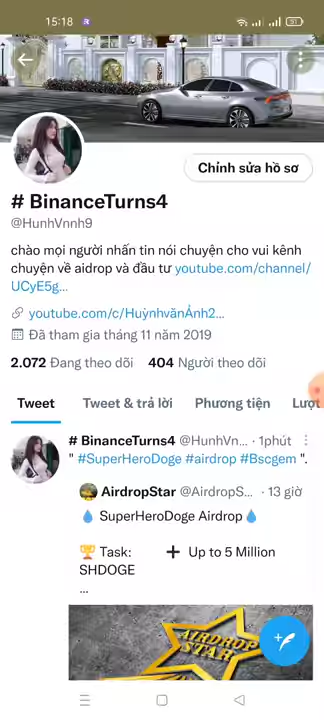 15:18
91
Chỉnh sửa hồ sơ
# BinanceTurns4
@HunhVnnh9
chào mọi người nhấn tin nói chuyện cho vui kênh
chuyện về aidrop và đầu tư youtube.com/channel/
UCyE5g...
youtube.com/c/HuỳnhvănẢnh2...
Đã tham gia tháng 11 năm 2019
2.072 Đang theo dõi 404 Người theo dõi
Tweet Tweet & trả lời Phương tiện Lượt
# BinanceTurns4 @HunhVn... · 1phút
" #SuperHeroDoge #airdrop #Bscgem ".
AirdropStar @AirdropS... · 13 giờ
💧 SuperHeroDoge Airdrop💧
🏆 Task: ➕ Up to 5 Million
SHDOGE
...
AIRDROP
STAR